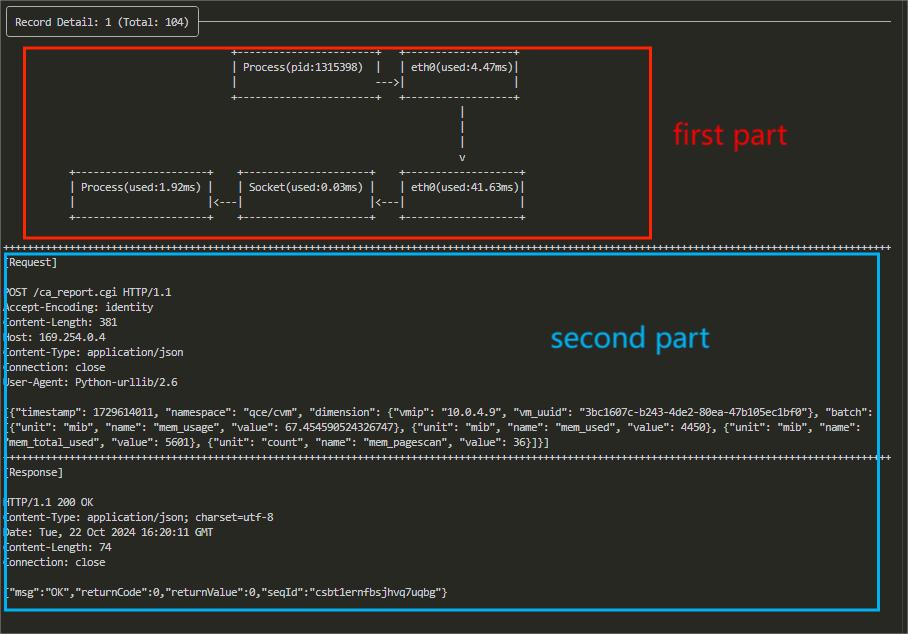 Record Detail: 1 (Total: 104)
Process(pid:1315398)
eth0(used:4.47ms)
--->
first part
v
Process(used:1.92ms)
Socket(used:0.03ms)
eth0(used:41.63ms)
<---
<---
[Request]
second part
POST /ca_report.cgi HTTP/1.1
Accept-Encoding: identity
Content-Length: 381
Host: 169.254.0.4
Content-Type: application/json
Connection: close
User-Agent: Python-urllib/2.6
[{"timestamp": 1729614011, "namespace": "qce/cvm", "dimension": {"vmip": "10.0.4.9", "vm_uuid": "3bc1607c-b243-4de2-80ea-47b105ec1bf0"}, "batch":
[{"unit": "mib", "name": "mem_usage", "value": 67.454590524326747}, {"unit": "mib", "name": "mem_used", "value": 4450}, {"unit": "mib", "name":
"mem_total_used", "value": 5601}, {"unit": "count", "name": "mem_pagescan", "value": 36}]}]
[Response]
HTTP/1.1 200 OK
Content-Type: application/json; charset=utf-8
Date: Tue, 22 Oct 2024 16:20:11 GMT
Content-Length: 74
Connection: close
{"msg":"OK","returnCode":0,"returnValue":0,"seqId":"csbt1ernfbsjhvq7uqbg"}